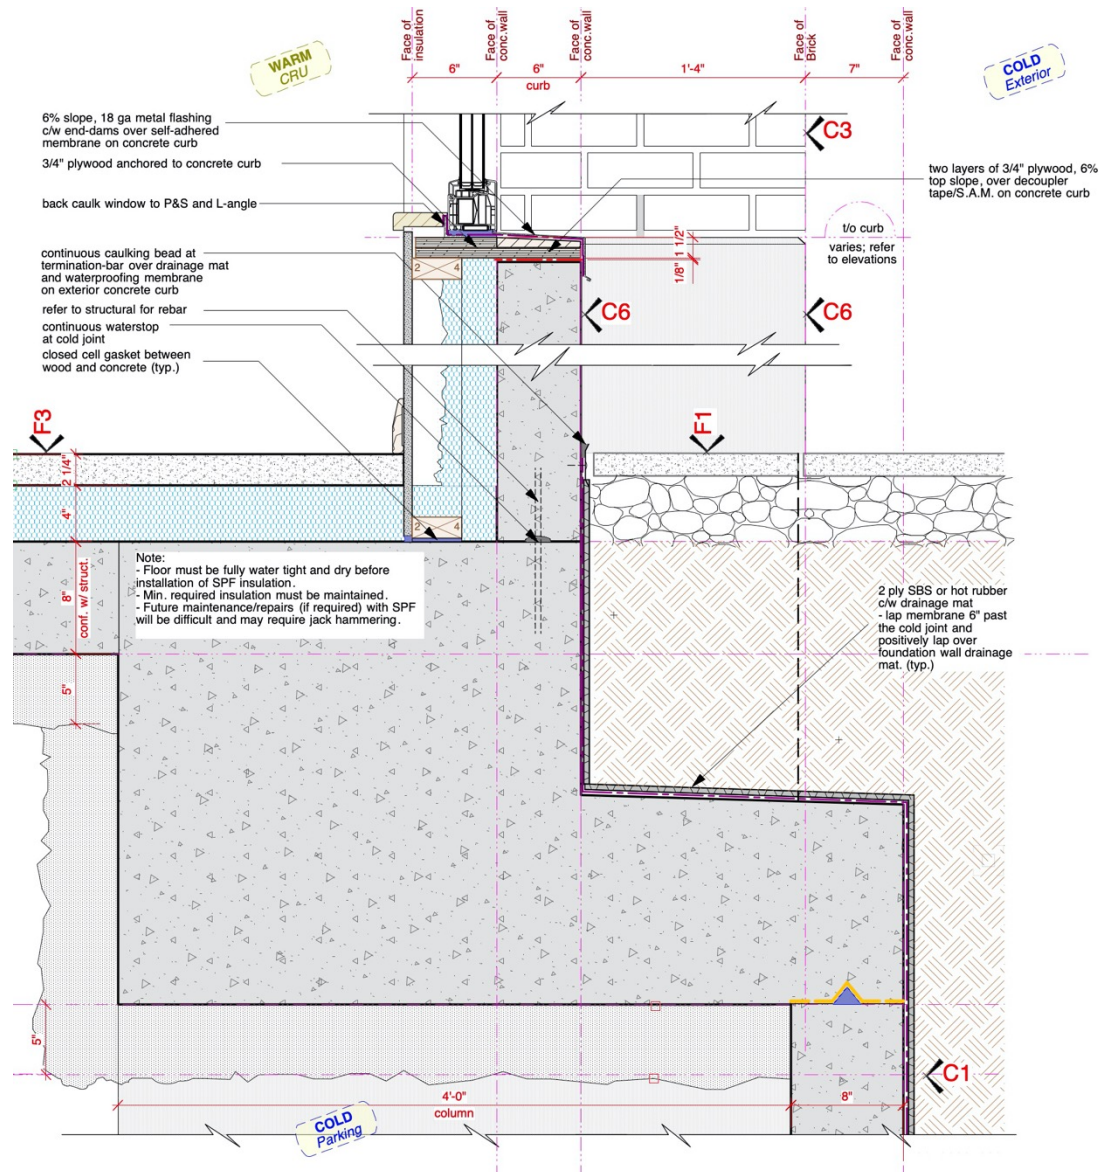 Face of
insulation
Face of
conc.wall
Face of
conc.wall
Face of
Brick
Face of
conc.wall
WARM
CRU
COLD
Exterior
6"
6"
curb
1'-4"
7"
6% slope, 18 ga metal flashing
c/w end-dams over self-adhered
membrane on concrete curb
3/4" plywood anchored to concrete curb
back caulk window to P&S and L-angle
continuous caulking bead at
termination-bar over drainage mat
and waterproofing membrane
on exterior concrete curb
refer to structural for rebar
continuous waterstop
at cold joint
closed cell gasket between
wood and concrete (typ.)
C3
two layers of 3/4" plywood, 6%
top slope, over decoupler
tape/S.A.M. on concrete curb
t/o curb
varies; refer
to elevations
1 1/2"
1/8"
2 4
C6
C6
F3
F1
2 1/4"
4"
2 4
8"
conf. w/ struct.
5"
Note:
- Floor must be fully water tight and dry before
installation of SPF insulation.
- Min. required insulation must be maintained.
- Future maintenance/repairs (if required) with SPF
will be difficult and may require jack hammering.
2 ply SBS or hot rubber
c/w drainage mat
- lap membrane 6" past
the cold joint and
positively lap over
foundation wall drainage
mat. (typ.)
5"
C1
4'-0"
column
8"
COLD
Parking